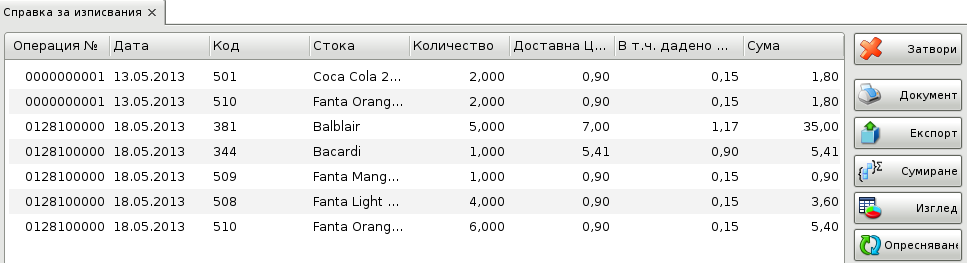 Справка за изписвания ×
Операция № Дата Код Стока Количество Доставна Ц... В т.ч. дадено ... Сума
0000000001 13.05.2013 501 Coca Cola 2... 2,000 0,90 0,15 1,80
0000000001 13.05.2013 510 Fanta Orang... 2,000 0,90 0,15 1,80
0128100000 18.05.2013 381 Balblair 5,000 7,00 1,17 35,00
0128100000 18.05.2013 344 Bacardi 1,000 5,41 0,90 5,41
0128100000 18.05.2013 509 Fanta Mang... 1,000 0,90 0,15 0,90
0128100000 18.05.2013 508 Fanta Light ... 4,000 0,90 0,15 3,60
0128100000 18.05.2013 510 Fanta Orang... 6,000 0,90 0,15 5,40
Затвори
Документ
Експорт
Сумиране
Изглед
Опресняване